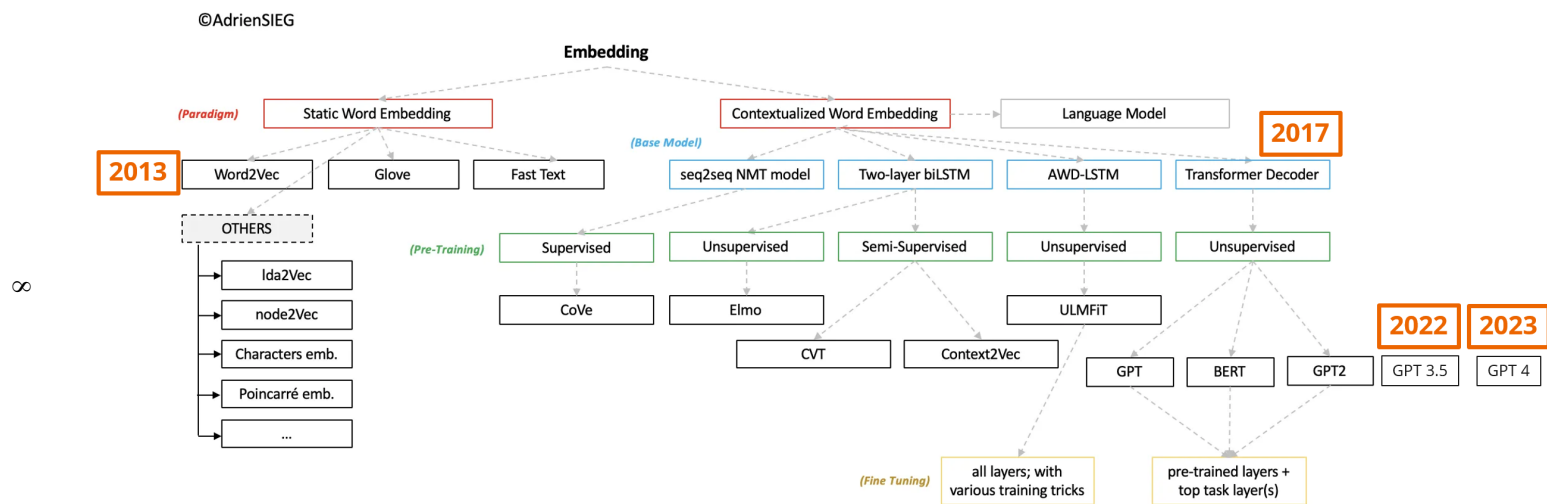 ©AdrienSIEG
Embedding
(Paradigm)
Static Word Embedding
Contextualized Word Embedding
Language Model
2017
(Base Model)
2013
Word2Vec
Glove
Fast Text
seq2seq NMT model
Two-layer biLSTM
AWD-LSTM
Transformer Decoder
OTHERS
(Pre-Training)
Supervised
Unsupervised
Semi-Supervised
Unsupervised
Unsupervised
lda2Vec
∞
node2Vec
CoVe
Elmo
ULMFiT
2022
2023
Characters emb.
CVT
Context2Vec
GPT
BERT
GPT2
GPT 3.5
GPT 4
Poincarré emb.
...
(Fine Tuning)
all layers; with
various training tricks
pre-trained layers +
top task layer(s)